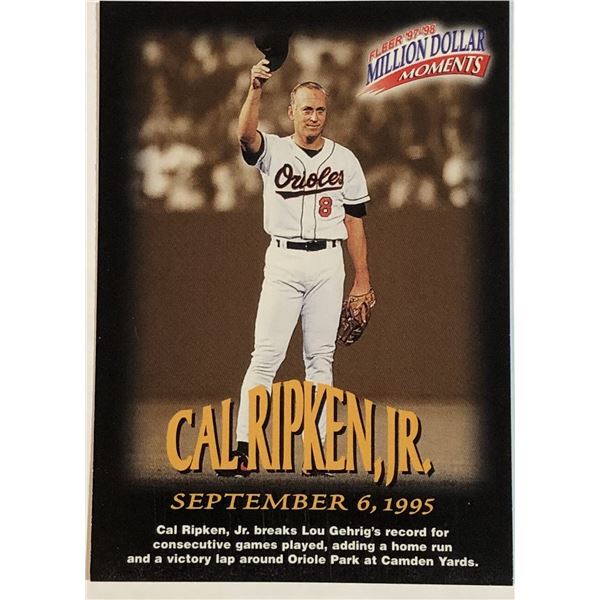 FLEER '97-'98
MILLION DOLLAR
MOMENTS
Orioles
8
CAL RIPKEN, JR.
SEPTEMBER 6, 1995
Cal Ripken, Jr. breaks Lou Gehrig's record for
consecutive games played, adding a home run
and a victory lap around Oriole Park at Camden Yards.